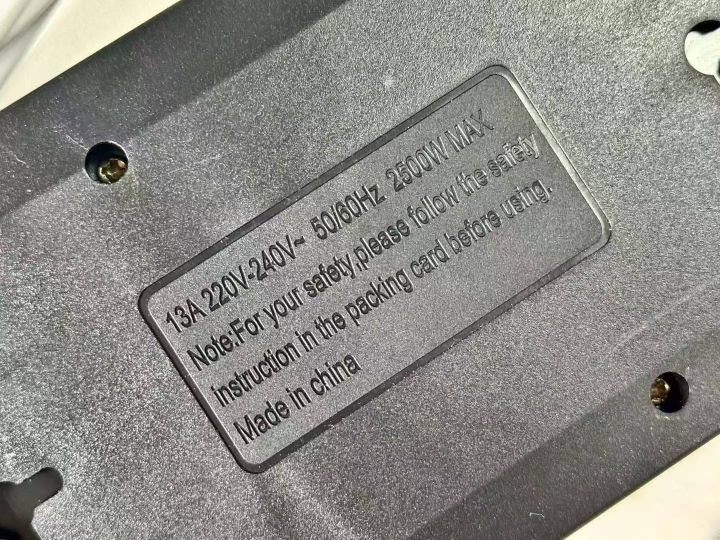 13A 220V-240V~ 50/60Hz 2500W MAX
Note:For your safety,please follow the safety
instruction in the packing card before using.
Made in china